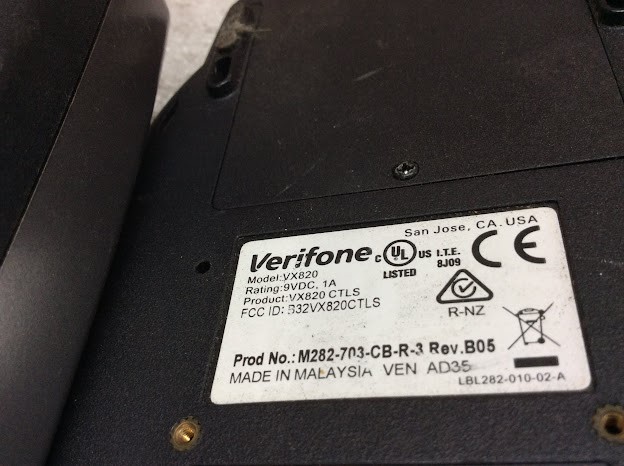 San Jose, CA. USA
Verifone
C UL US
LISTED
I.T.E.
8J09
CE
Model:VX820
Rating:9VDC, 1A
Product:VX820 CTLS
FCC ID: B32VX820CTLS
R-NZ
Prod No.: M282-703-CB-R-3 Rev.B05
MADE IN MALAYSIA VEN AD35
LBL282-010-02-A